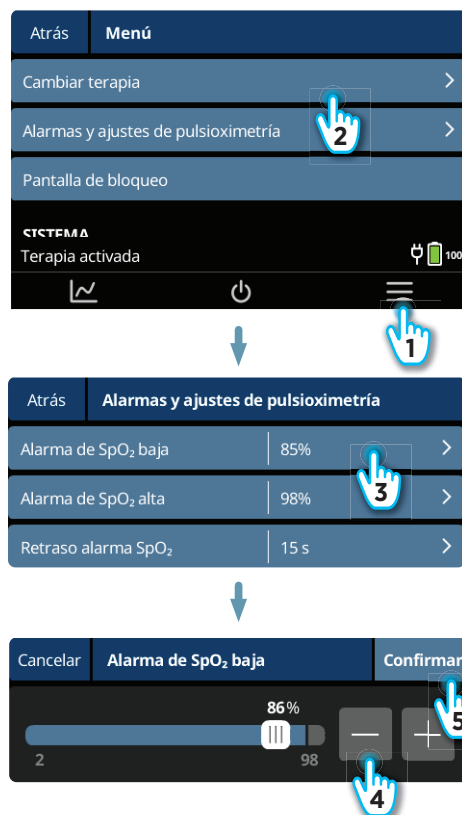 Atrás Menú
Cambiar terapia
Alarmas y ajustes de pulsioximetría
2
Pantalla de bloqueo
SISTEMA
Terapia activada 100
1
Atrás Alarmas y ajustes de pulsioximetría
Alarma de SpO₂ baja 85%
3
Alarma de SpO₂ alta 98%
Retraso alarma SpO₂ 15 s
Cancelar Alarma de SpO₂ baja Confirmar
86%
5
2 98
4